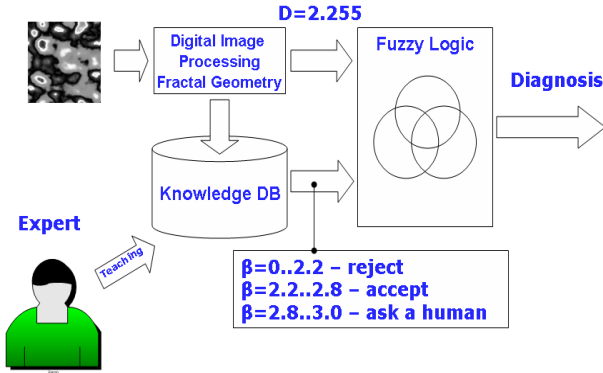 D=2.255
Digital Image
Processing
Fractal Geometry
Fuzzy Logic
Diagnosis
Knowledge DB
Expert
Teaching
β=0..2.2 – reject
β=2.2..2.8 – accept
β=2.8..3.0 – ask a human